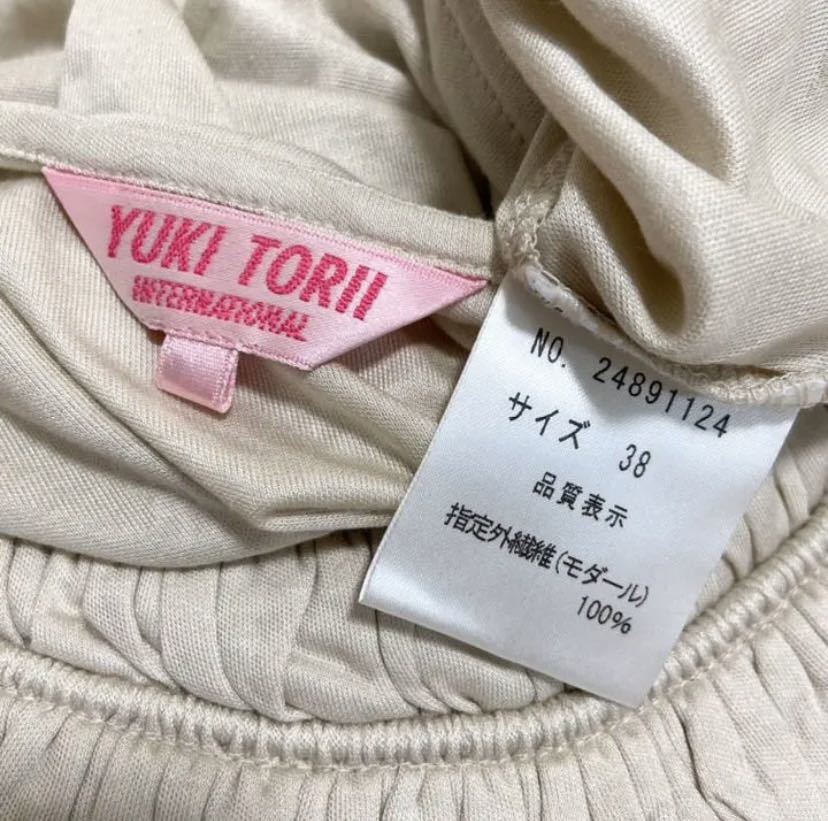 YUKI TORII
INTERNATIONAL
NO. 24891124
サイズ 38
品質表示
指定外繊維(モダール)
100%